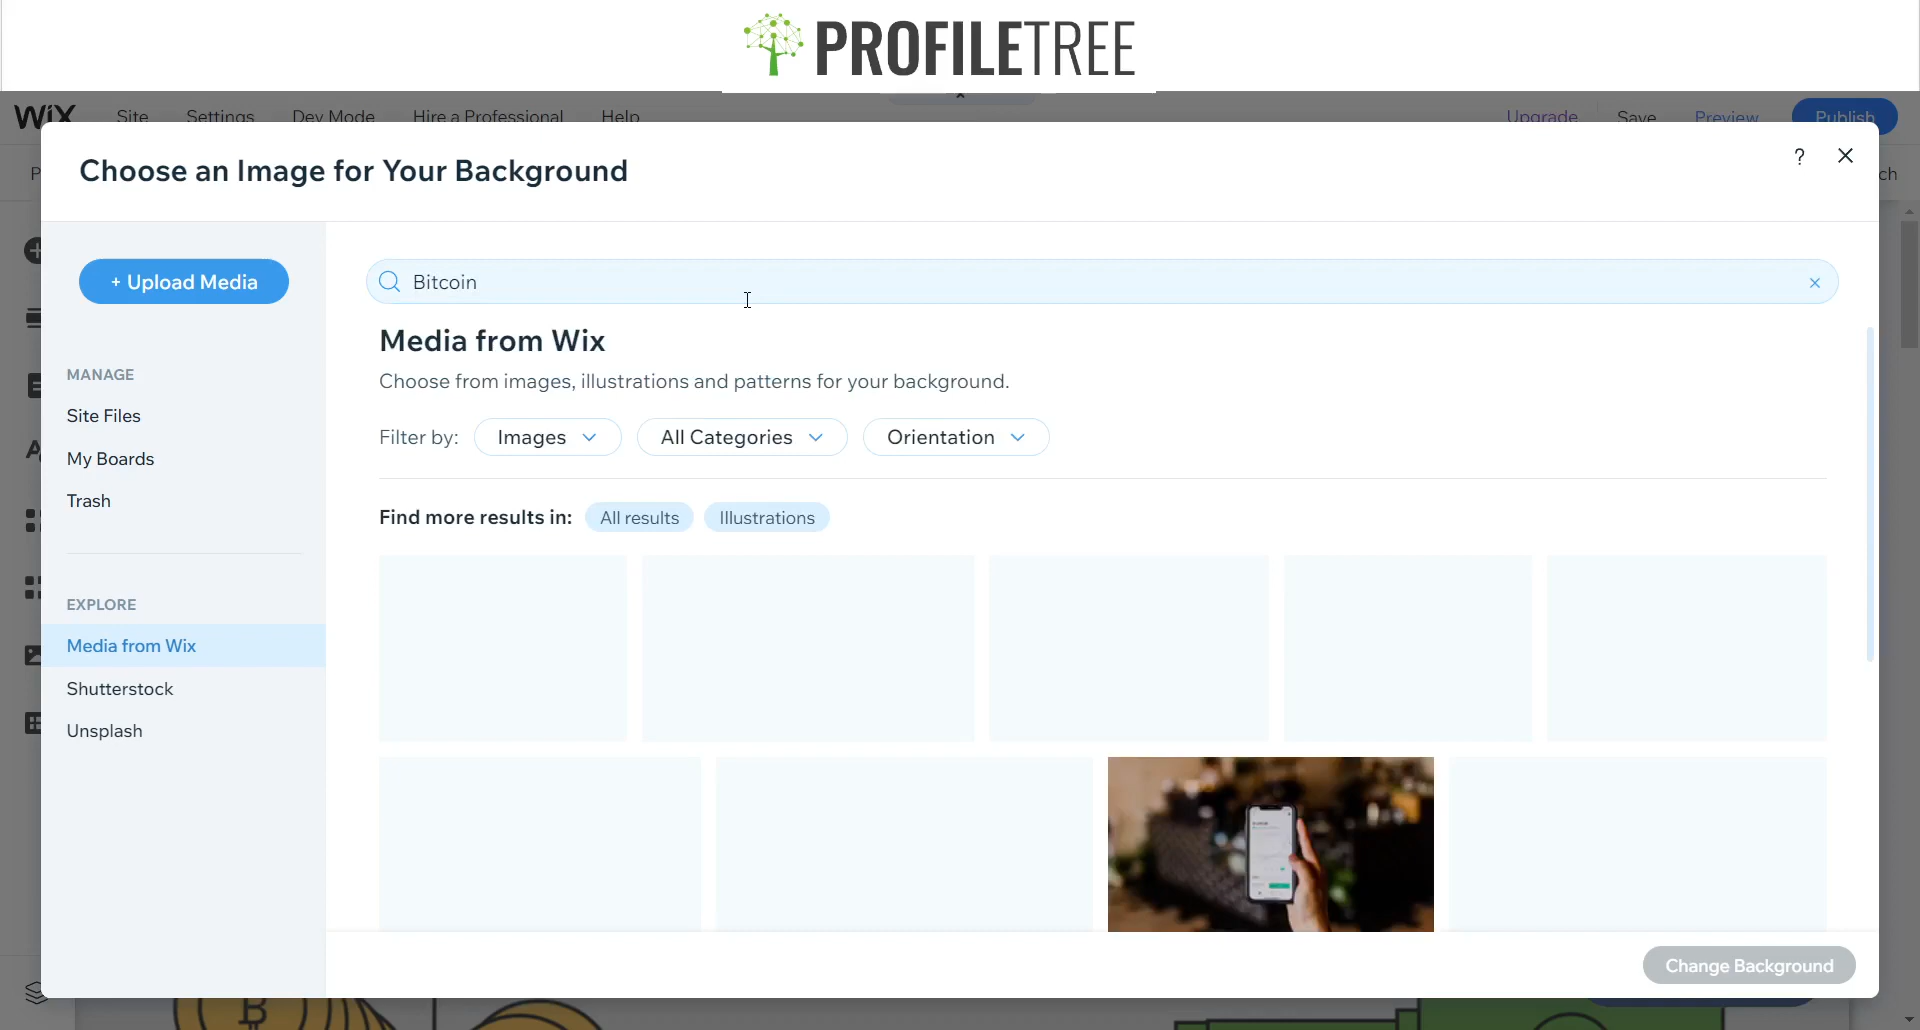 PROFILETREE
WiX Site Settings Dev Mode Hire a Professional Help Upgrade Save Preview Publish
Choose an Image for Your Background
?
+ Upload Media
Bitcoin
MANAGE
Site Files
My Boards
Trash
EXPLORE
Media from Wix
Shutterstock
Unsplash
Media from Wix
Choose from images, illustrations and patterns for your background.
Filter by: Images All Categories Orientation
Find more results in: All results Illustrations
Change Background